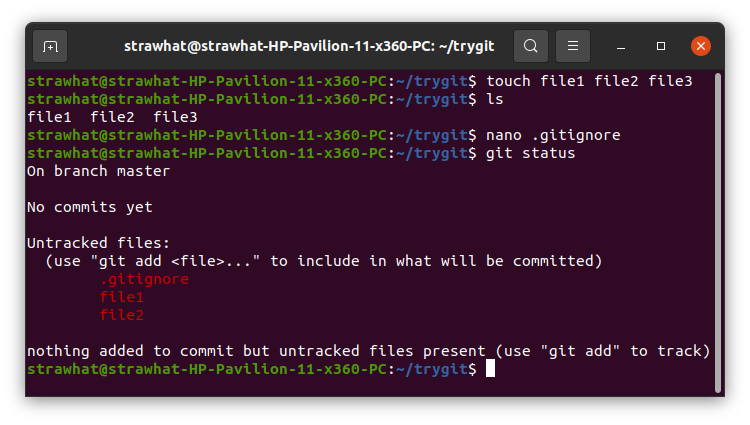 strawhat@strawhat-HP-Pavilion-11-x360-PC: ~/trygit
strawhat@strawhat-HP-Pavilion-11-x360-PC:~/trygit$ touch file1 file2 file3
strawhat@strawhat-HP-Pavilion-11-x360-PC:~/trygit$ ls
file1  file2  file3
strawhat@strawhat-HP-Pavilion-11-x360-PC:~/trygit$ nano .gitignore
strawhat@strawhat-HP-Pavilion-11-x360-PC:~/trygit$ git status
On branch master
No commits yet
Untracked files:
  (use "git add <file>..." to include in what will be committed)
        .gitignore
        file1
        file2
nothing added to commit but untracked files present (use "git add" to track)
strawhat@strawhat-HP-Pavilion-11-x360-PC:~/trygit$